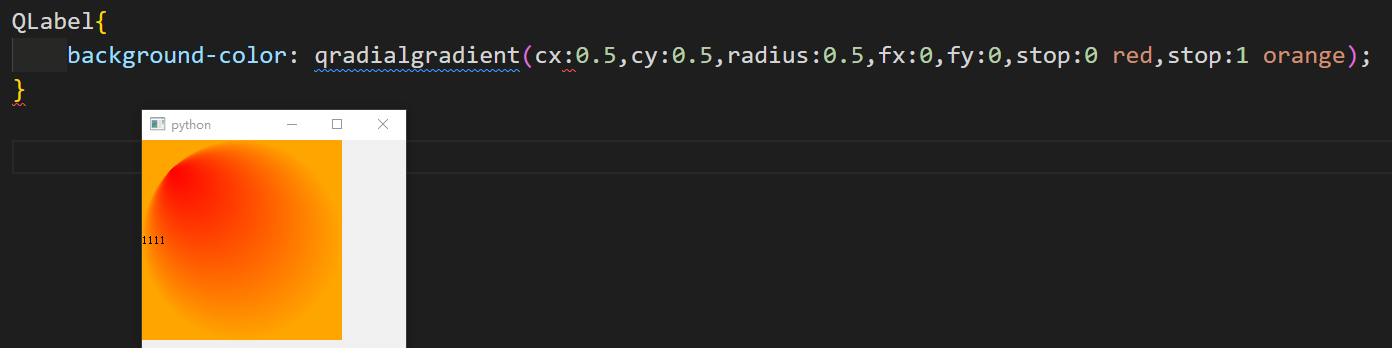 QLabel{
background-color: qradialgradient(cx:0.5,cy:0.5,radius:0.5,fx:0,fy:0,stop:0 red,stop:1 orange);
}
python
1111